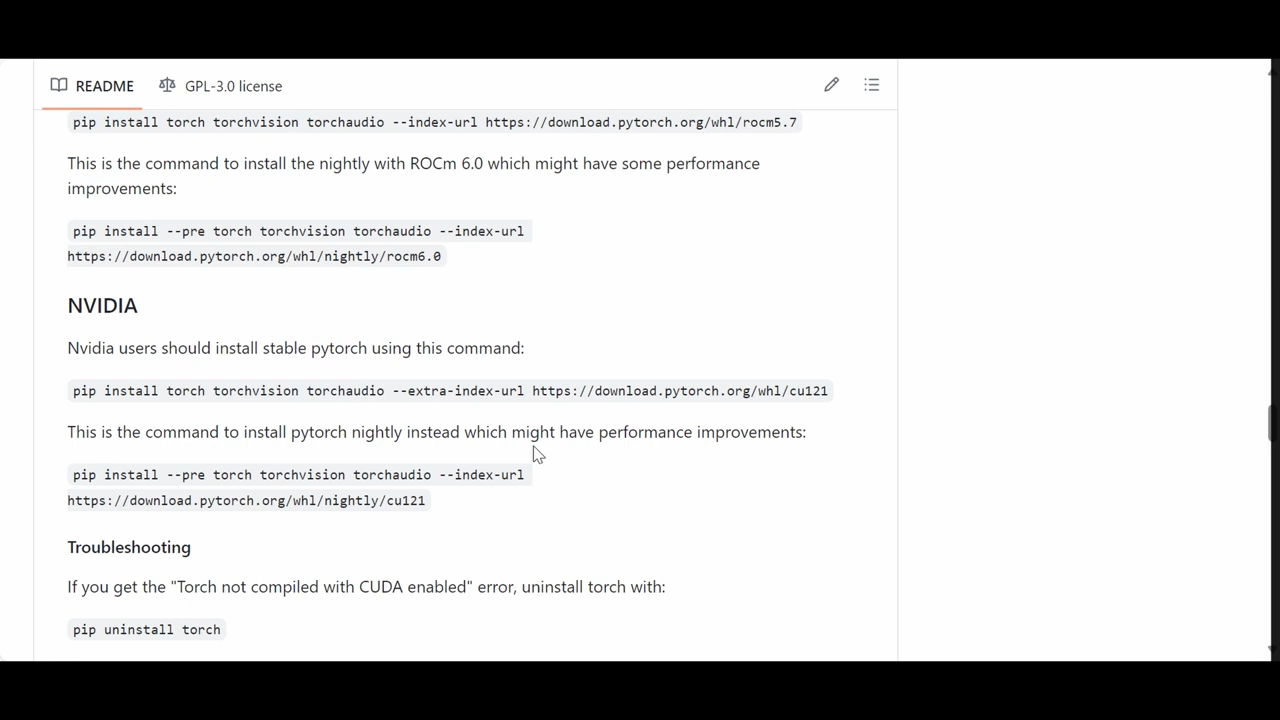 README
GPL-3.0 license
pip install torch torchvision torchaudio --index-url https://download.pytorch.org/whl/rocm5.7
This is the command to install the nightly with ROCm 6.0 which might have some performance
improvements:
pip install --pre torch torchvision torchaudio --index-url
https://download.pytorch.org/whl/nightly/rocm6.0
NVIDIA
Nvidia users should install stable pytorch using this command:
pip install torch torchvision torchaudio --extra-index-url https://download.pytorch.org/whl/cu121
This is the command to install pytorch nightly instead which might have performance improvements:
pip install --pre torch torchvision torchaudio --index-url
https://download.pytorch.org/whl/nightly/cu121
Troubleshooting
If you get the "Torch not compiled with CUDA enabled" error, uninstall torch with:
pip uninstall torch